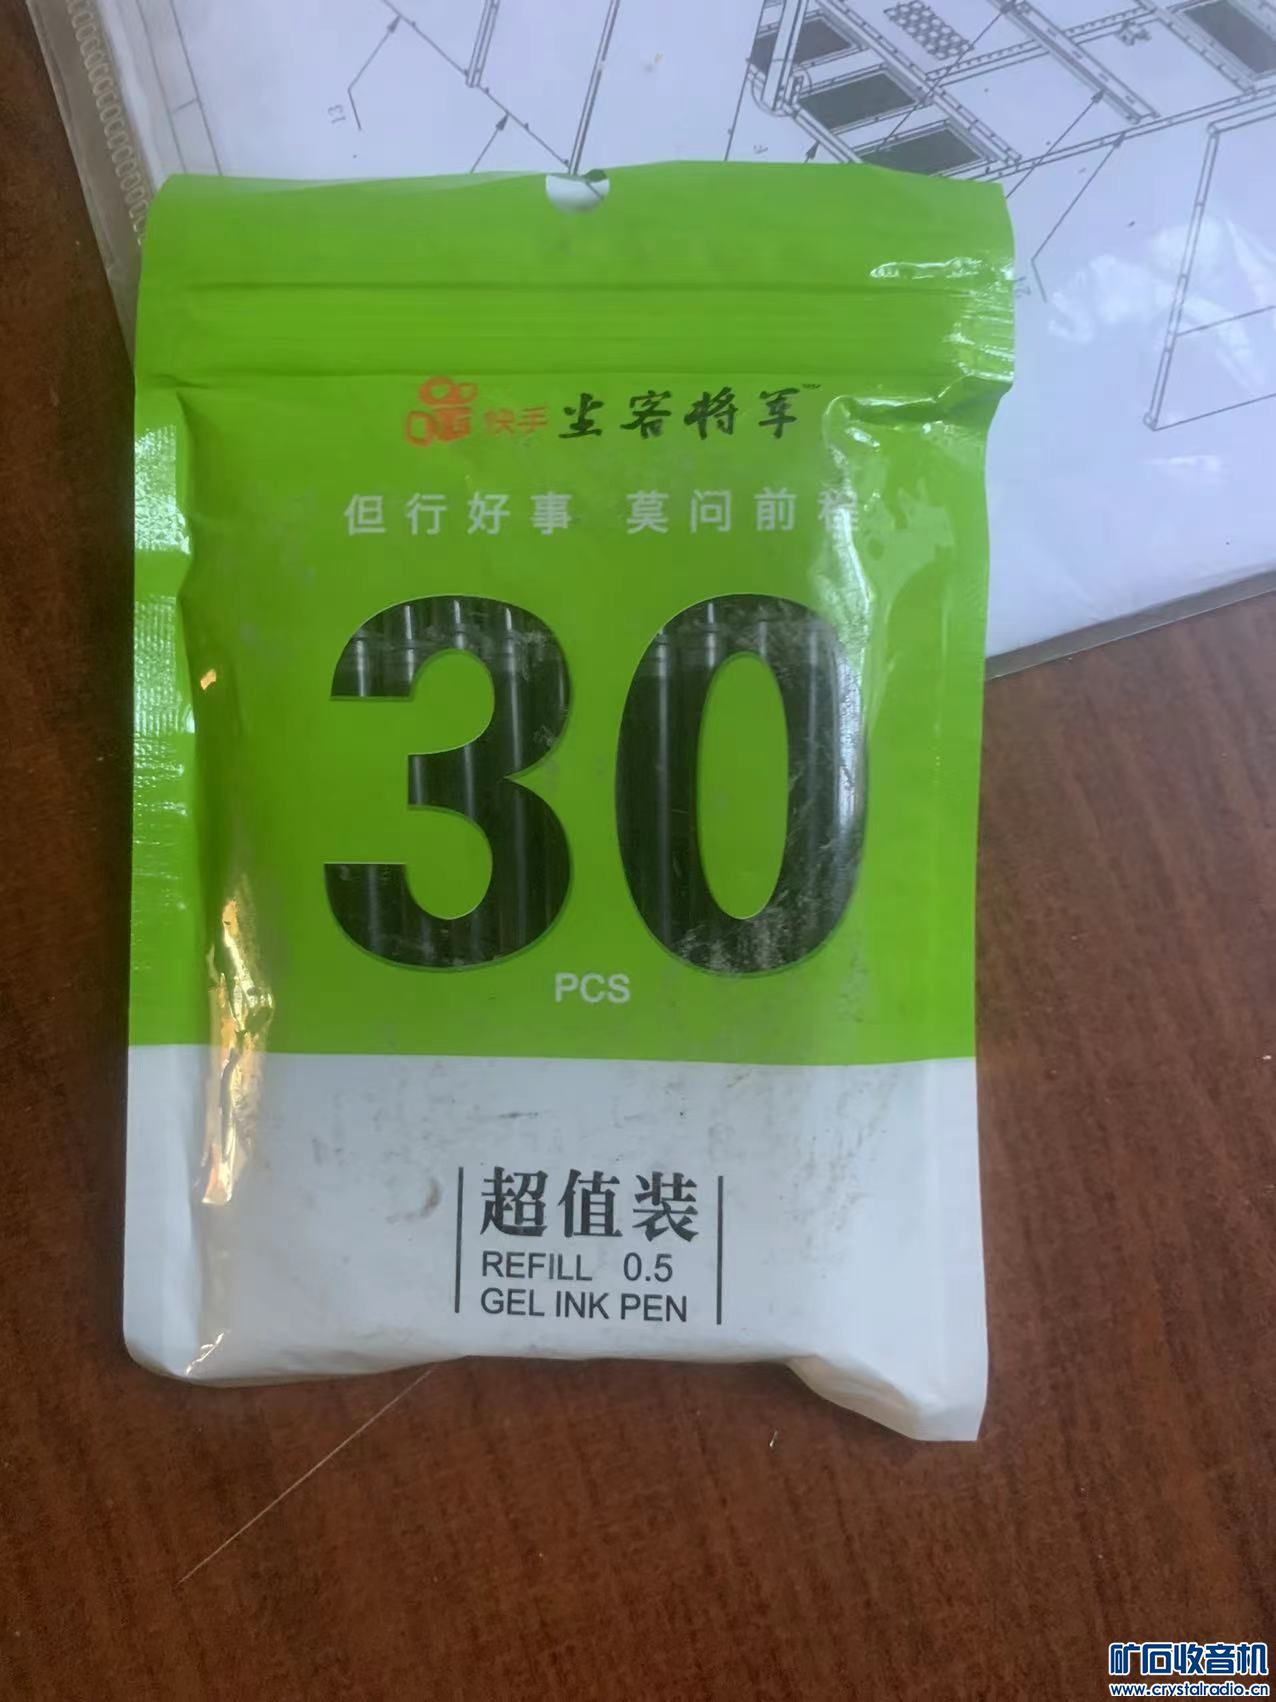 13
快手 尘客将军
但行好事 莫问前程
30
PCS
超值装
REFILL 0.5
GEL INK PEN
矿石收音机
www.crystalradio.cn